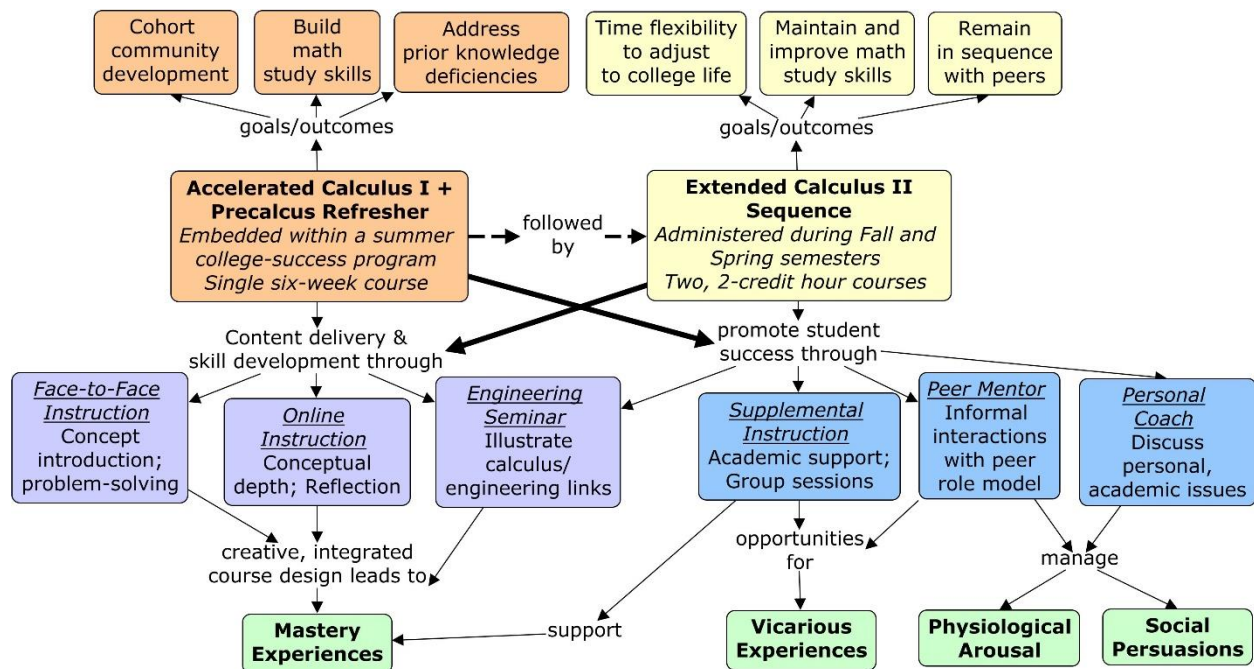 Cohort
community
development
Build
math
study skills
Address
prior knowledge
deficiencies
Time flexibility
to adjust
to college life
Maintain and
improve math
study skills
Remain
in sequence
with peers
goals/outcomes
goals/outcomes
Accelerated Calculus I +
Precalcus Refresher
Embedded within a summer
college-success program
Single six-week course
followed
by
Extended Calculus II
Sequence
Administered during Fall and
Spring semesters
Two, 2-credit hour courses
Content delivery &
skill development through
promote student
success through
Face-to-Face
Instruction
Concept
introduction;
problem-solving
Online
Instruction
Conceptual
depth; Reflection
Engineering
Seminar
Illustrate
calculus/
engineering links
Supplemental
Instruction
Academic support;
Group sessions
Peer Mentor
Informal
interactions
with peer
role model
Personal
Coach
Discuss
personal,
academic issues
creative, integrated
course design leads to
opportunities
for
manage
Mastery
Experiences
support
Vicarious
Experiences
Physiological
Arousal
Social
Persuasions